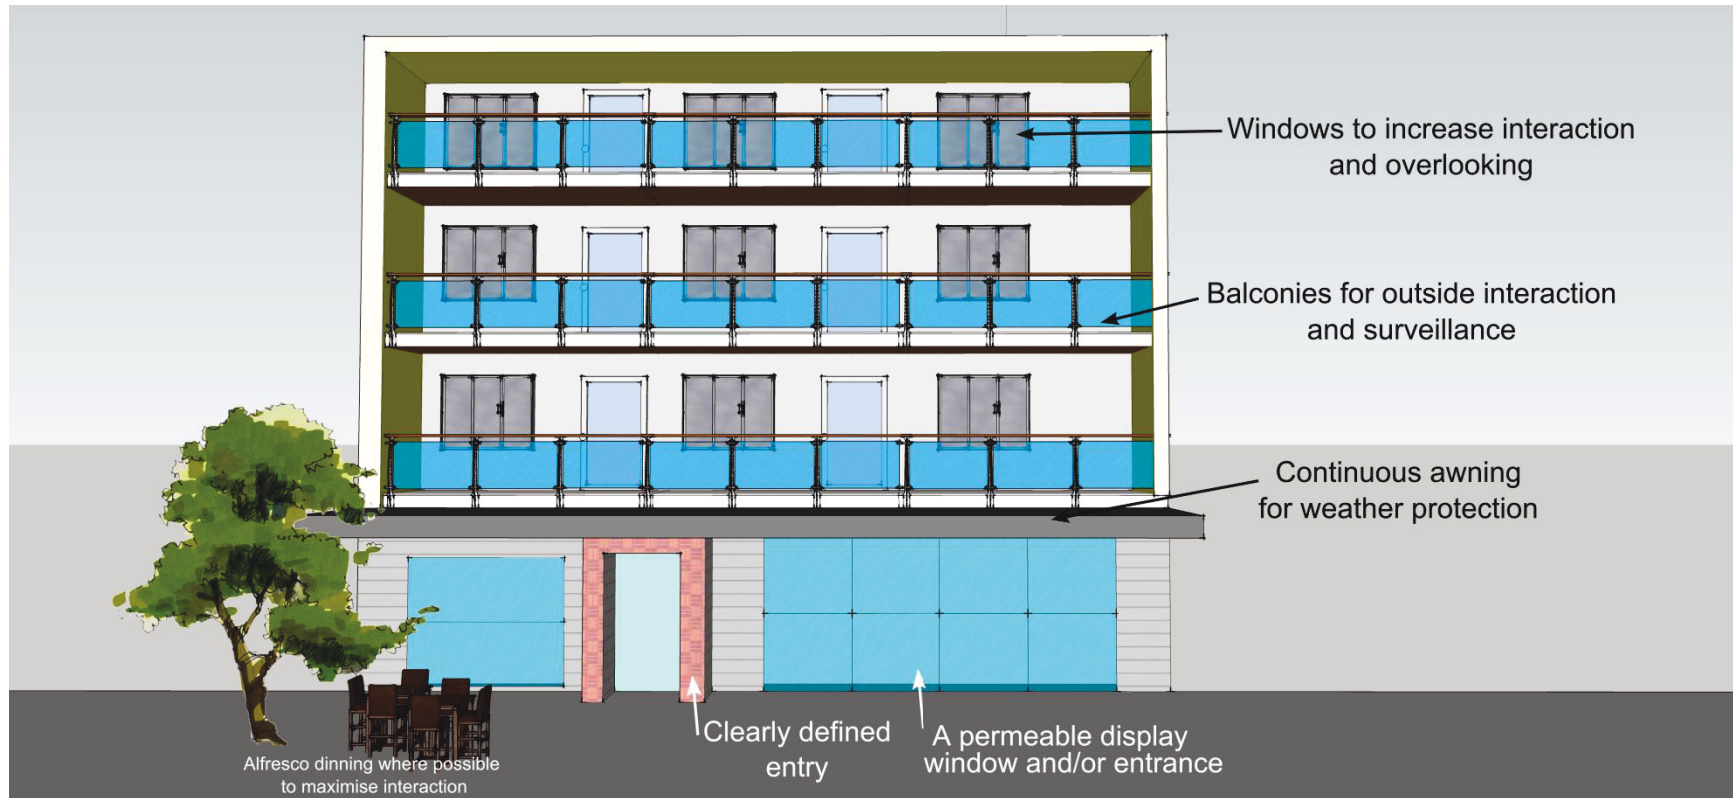 Windows to increase interaction
and overlooking
Balconies for outside interaction
and surveillance
Continuous awning
for weather protection
Clearly defined
entry
A permeable display
window and/or entrance
Alfresco dinning where possible
to maximise interaction